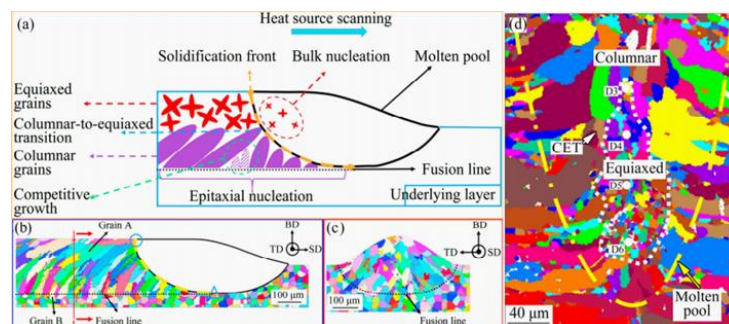 (a)
Heat source scanning
Solidification front
Bulk nucleation
Molten pool
Equiaxed
grains
Columnar-to-equiaxed
transition
Columnar
grains
Competitive
growth
Epitaxial nucleation
Fusion line
Underlying layer
(b)
Grain A
BD
TD
SD
Grain B
Fusion line
100 μm
(c)
BD
TD
SD
100 μm
Fusion line
(d)
Columnar
D3
CET
D4
Equiaxed
D5
D6
Molten
pool
40 μm